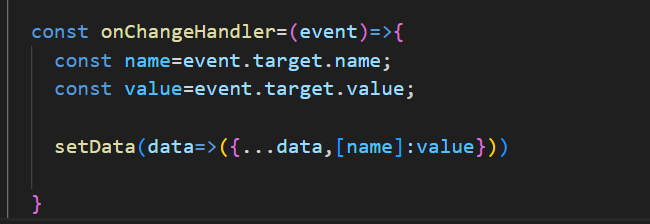 const onChangeHandler=(event)=>{
const name=event.target.name;
const value=event.target.value;
setData(data=>({...data,[name]:value}))
}